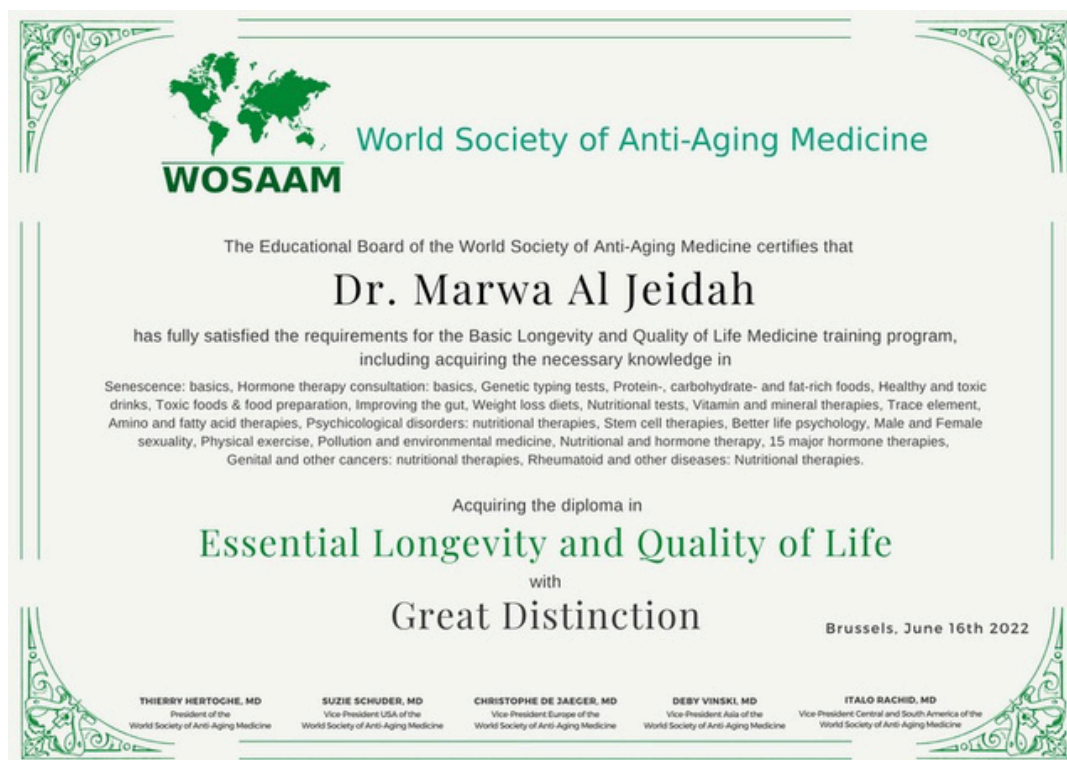 WOSAAM
World Society of Anti-Aging Medicine
The Educational Board of the World Society of Anti-Aging Medicine certifies that
Dr. Marwa Al Jeidah
has fully satisfied the requirements for the Basic Longevity and Quality of Life Medicine training program,
including acquiring the necessary knowledge in
Senescence: basics, Hormone therapy consultation: basics, Genetic typing tests, Protein-, carbohydrate- and fat-rich foods, Healthy and toxic
drinks, Toxic foods & food preparation, Improving the gut, Weight loss diets, Nutritional tests, Vitamin and mineral therapies, Trace element,
Amino and fatty acid therapies, Psychicological disorders: nutritional therapies, Stem cell therapies, Better life psychology, Male and Female
sexuality, Physical exercise, Pollution and environmental medicine, Nutritional and hormone therapy, 15 major hormone therapies,
Genital and other cancers: nutritional therapies, Rheumatoid and other diseases: Nutritional therapies.
Acquiring the diploma in
Essential Longevity and Quality of Life
with
Great Distinction
Brussels, June 16th 2022
THIERRY HERTOGHE, MD
President of the
World Society of Anti-Aging Medicine
SUZIE SCHUDER, MD
Vice-President USA of the
World Society of Anti-Aging Medicine
CHRISTOPHE DE JAEGER, MD
Vice-President Europe of the
World Society of Anti-Aging Medicine
DEBY VINSKI, MD
Vice-President Asia of the
World Society of Anti-Aging Medicine
ITALO RACHID, MD
Vice-President Central and South America of the
World Society of Anti-Aging Medicine